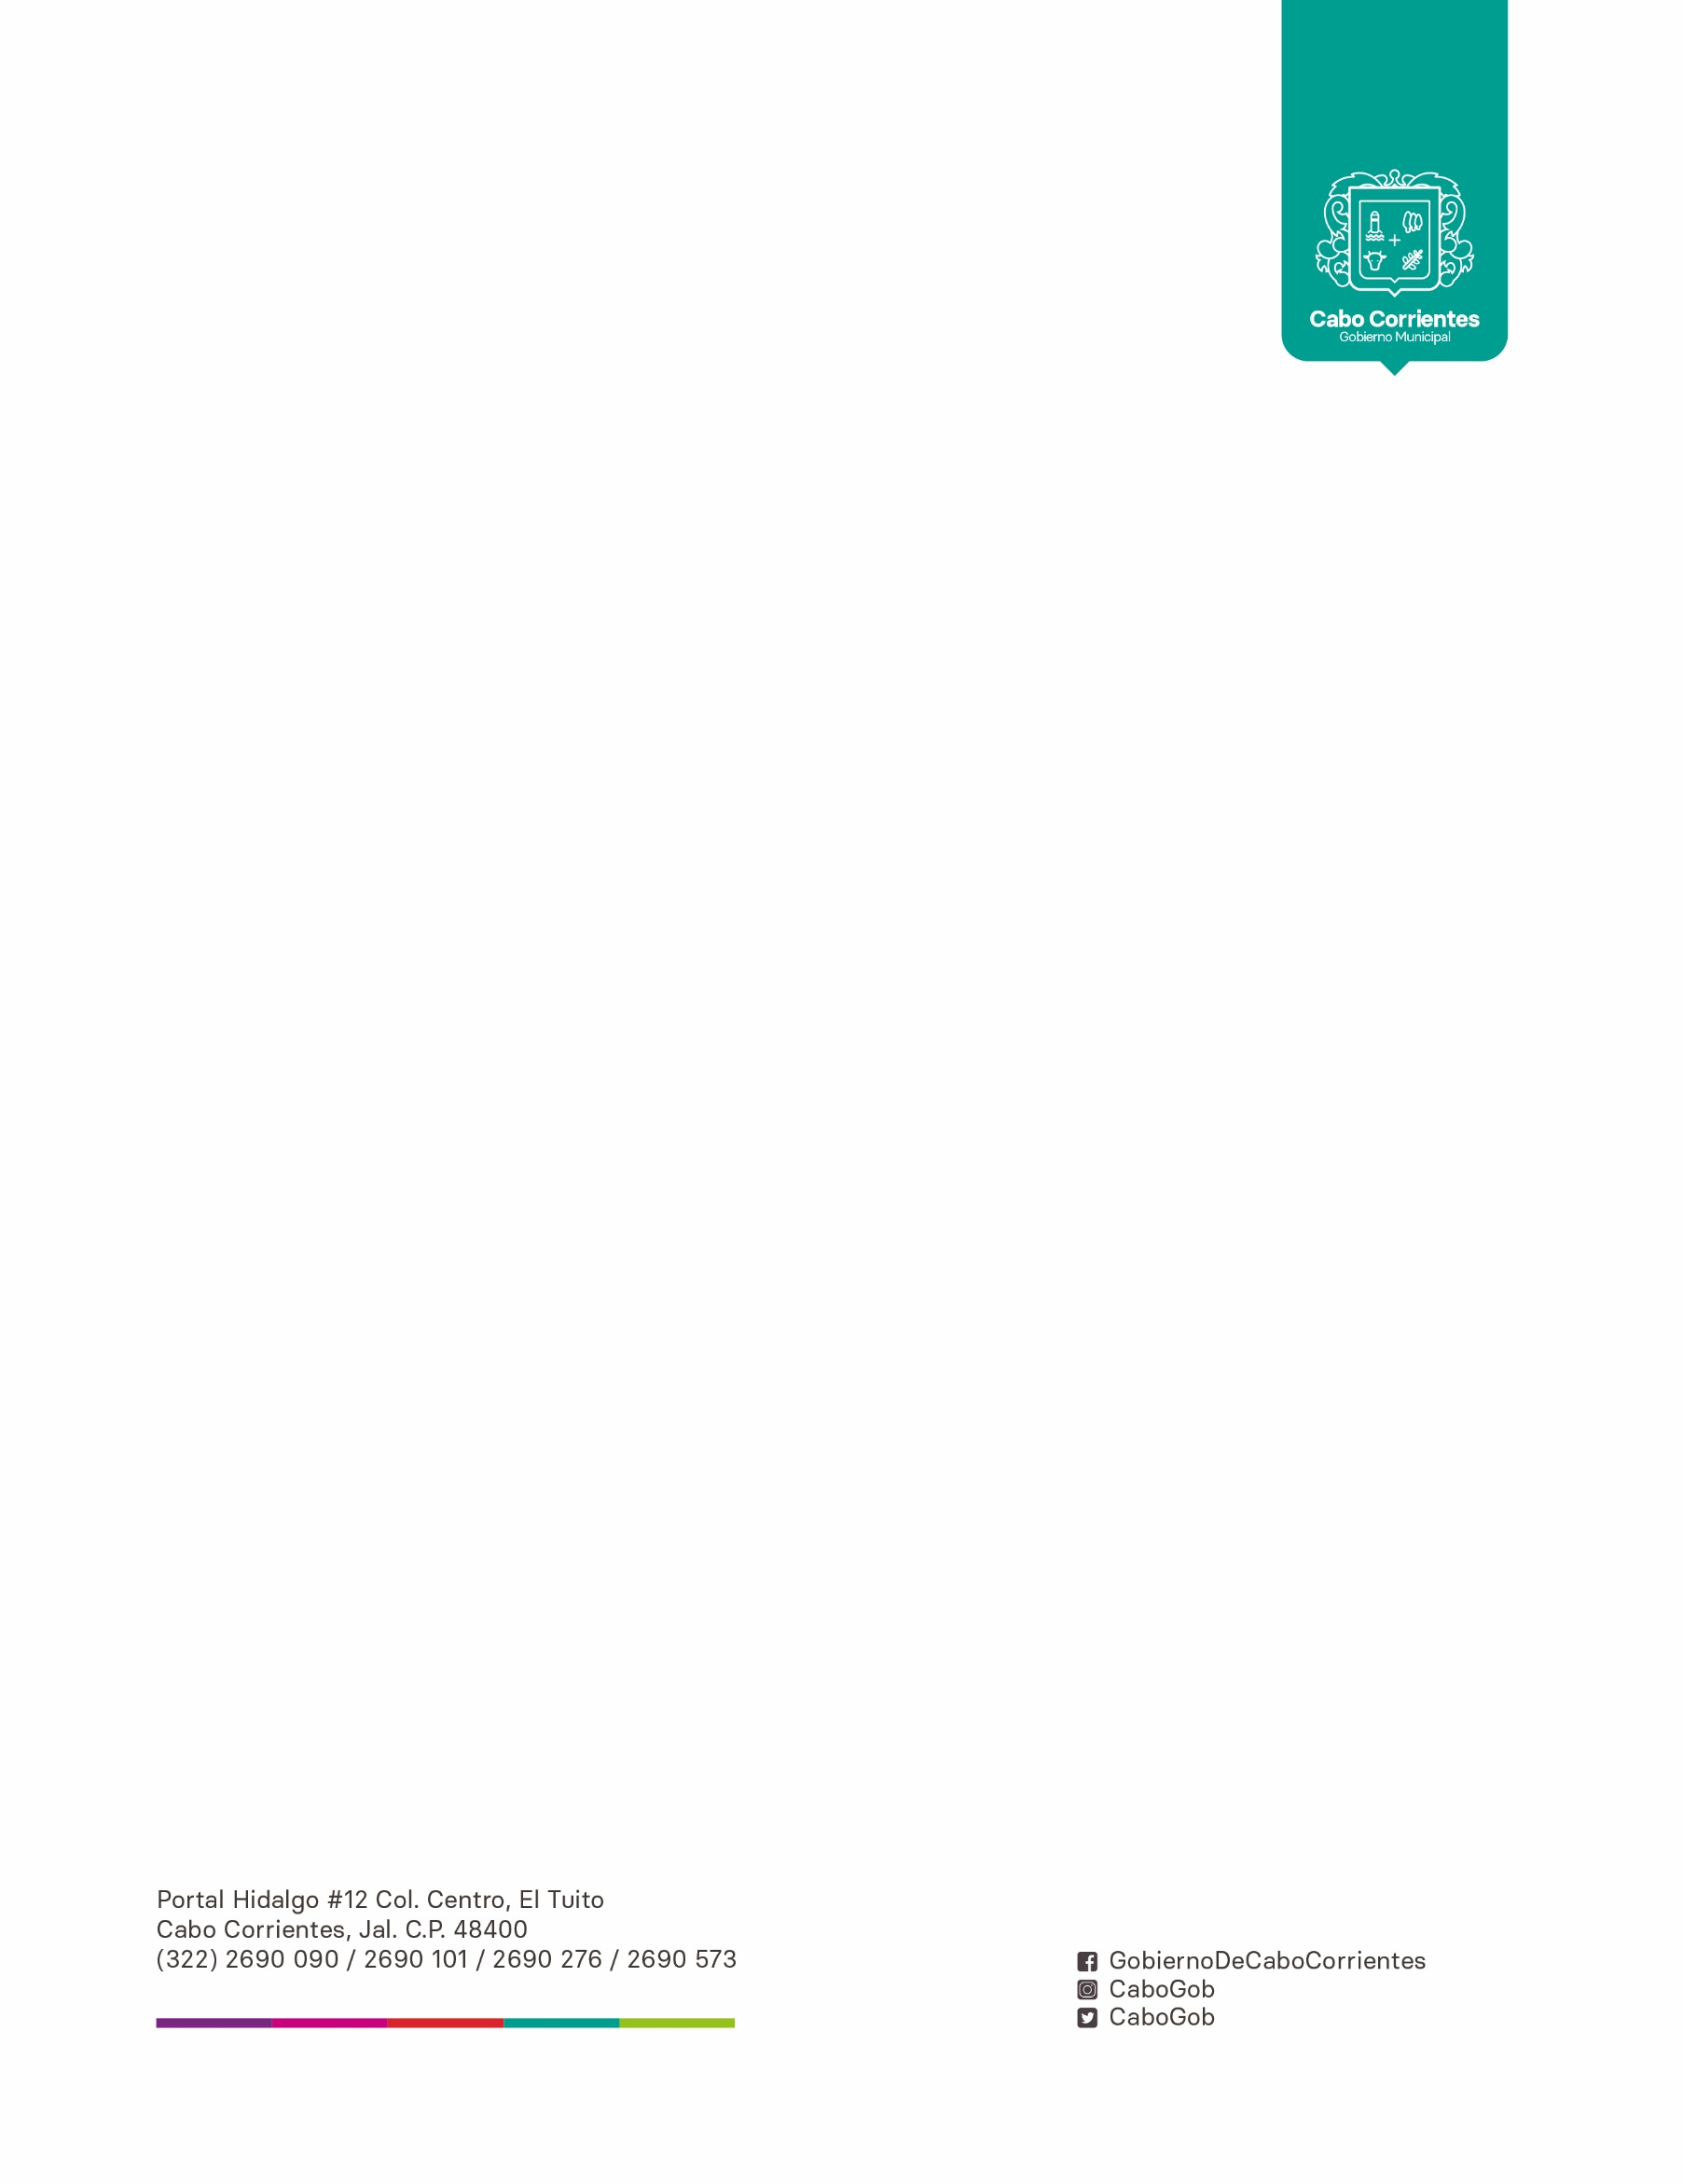 Cabo Corrientes
Gobierno Municipal
Portal Hidalgo #12 Col. Centro, El Tuito
Cabo Corrientes, Jal. C.P. 48400
(322) 2690 090 / 2690 101 / 2690 276 / 2690 573
GobiernoDeCaboCorrientes
CaboGob
CaboGob